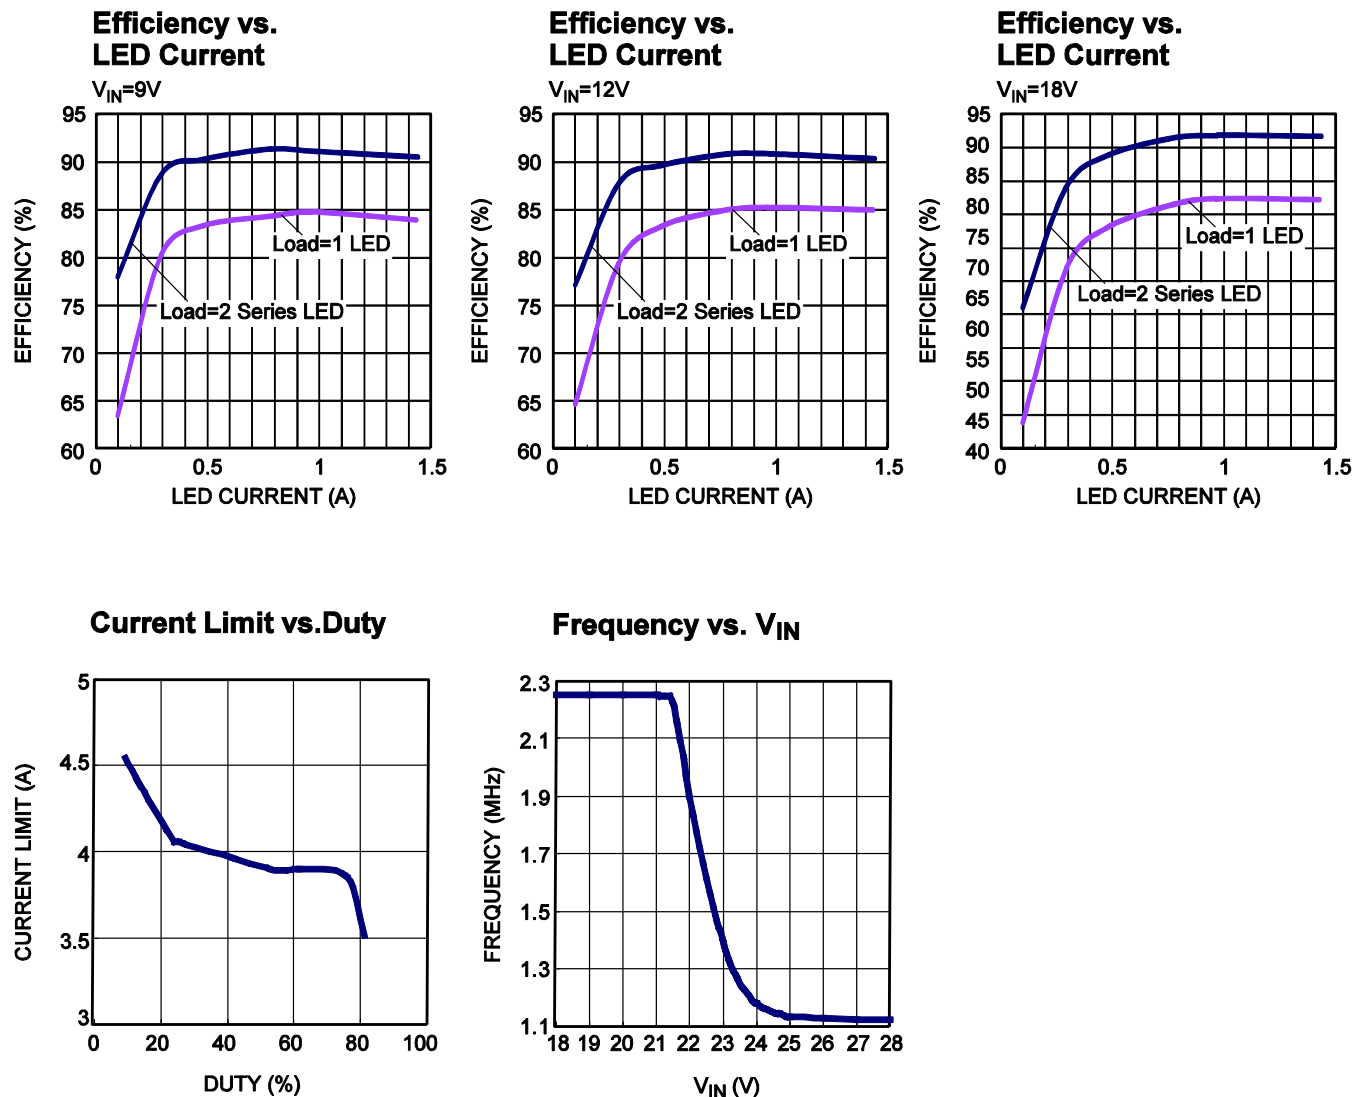 Efficiency vs.
LED Current
VIN=9V
95
90
85
80
75
70
65
60
0
0.5
1
1.5
EFFICIENCY (%)
LED CURRENT (A)
Load=1 LED
Load=2 Series LED
Efficiency vs.
LED Current
VIN=12V
95
90
85
80
75
70
65
60
0
0.5
1
1.5
EFFICIENCY (%)
LED CURRENT (A)
Load=1 LED
Load=2 Series LED
Efficiency vs.
LED Current
VIN=18V
95
90
85
80
75
70
65
60
55
50
45
40
0
0.5
1
1.5
EFFICIENCY (%)
LED CURRENT (A)
Load=1 LED
Load=2 Series LED
Current Limit vs.Duty
5
4.5
4
3.5
3
0
20
40
60
80
100
CURRENT LIMIT (A)
DUTY (%)
Frequency vs. VIN
2.3
2.1
1.9
1.7
1.5
1.3
1.1
18 19 20 21 22 23 24 25 26 27 28
FREQUENCY (MHz)
VIN (V)